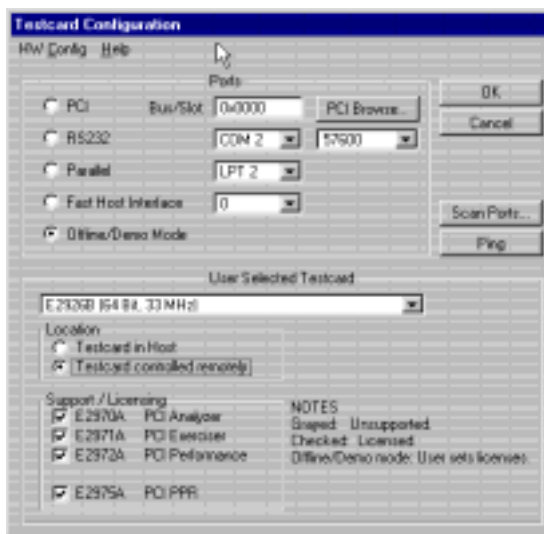 Testcard Configuration
HW Config Help
Ports
PCI Bus/Slot 0x0000 PCI Browse...
RS232 COM 2 57600
Parallel LPT 2
Fast Host Interface 0
Offline/Demo Mode
OK
Cancel
Scan Ports...
Ping
User Selected Testcard
E2926B (64 Bit, 33 MHz)
Location
Testcard in Host
Testcard controlled remotely
Support / Licensing
E2970A PCI Analyzer
E2971A PCI Exerciser
E2972A PCI Performance
E2975A PCI PPR
NOTES
Grayed: Unsupported.
Checked: Licensed.
Offline/Demo mode: User sets licenses.